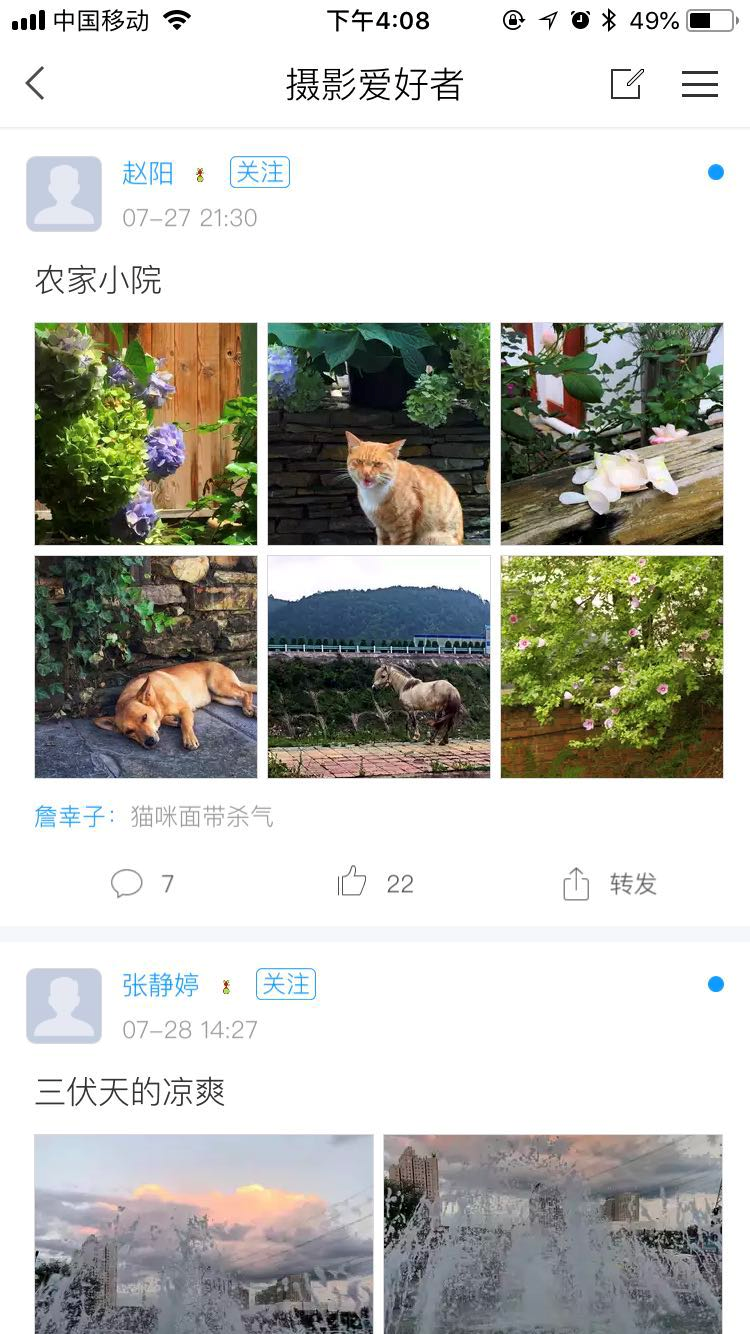 中国移动 下午4:08 49%
摄影爱好者
赵阳 关注
07-27 21:30
农家小院
詹幸子：猫咪面带杀气
7 22 转发
张静婷 关注
07-28 14:27
三伏天的凉爽